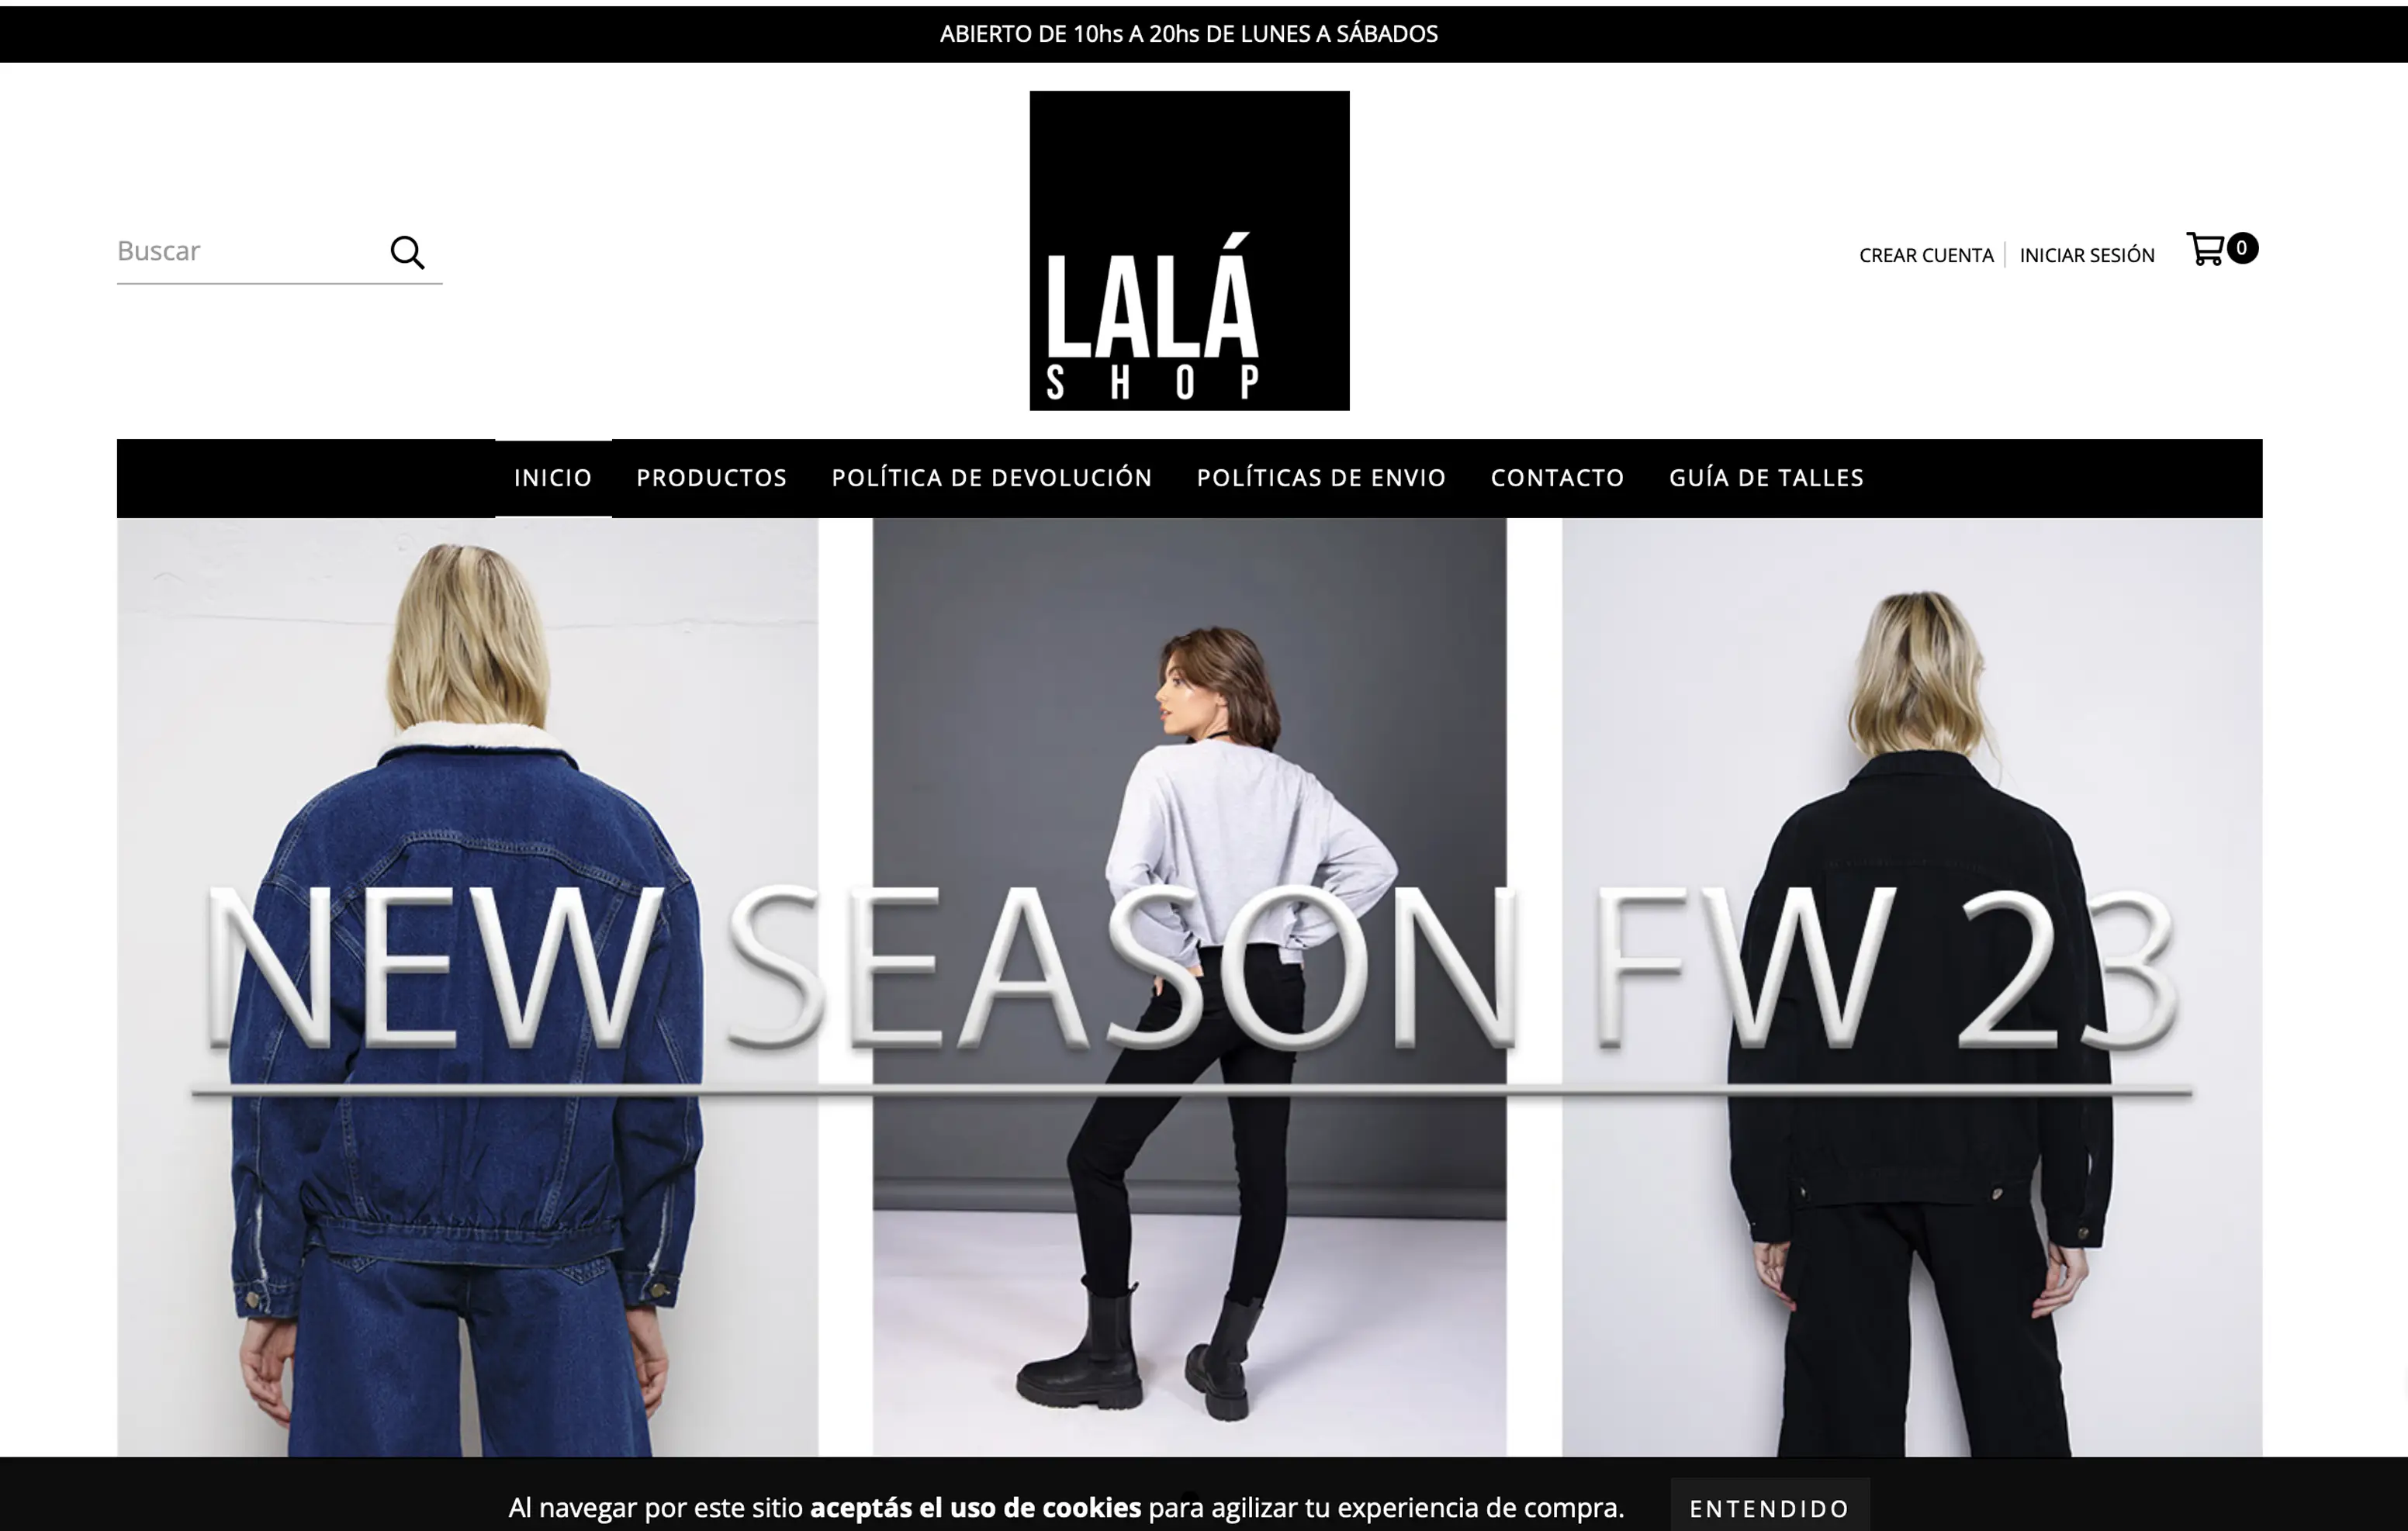 ABIERTO DE 10hs A 20hs DE LUNES A SÁBADOS
Buscar
LALÁ
SHOP
CREAR CUENTA
INICIAR SESIÓN
0
INICIO PRODUCTOS POLÍTICA DE DEVOLUCIÓN POLÍTICAS DE ENVIO CONTACTO GUÍA DE TALLES
NEW SEASON FW 23
Al navegar por este sitio aceptás el uso de cookies para agilizar tu experiencia de compra.
ENTENDIDO